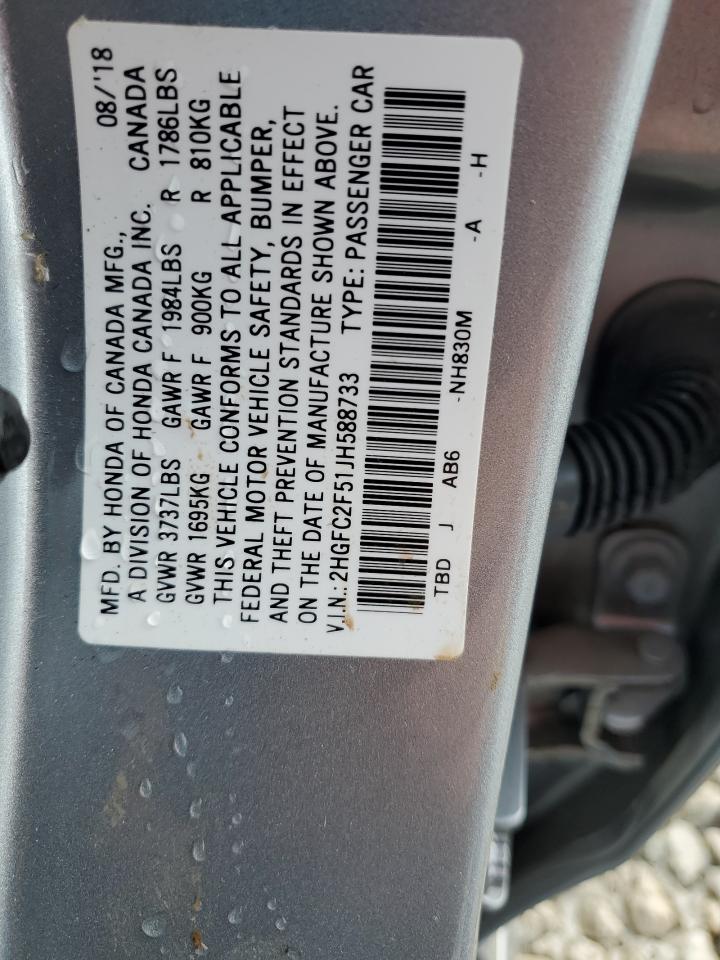 MFD. BY HONDA OF CANADA MFG., 08/'18
A DIVISION OF HONDA CANADA INC. CANADA
GVWR 3737LBS GAWR F 1984LBS R 1786LBS
GVWR 1695KG GAWR F 900KG R 810KG
THIS VEHICLE CONFORMS TO ALL APPLICABLE
FEDERAL MOTOR VEHICLE SAFETY, BUMPER,
AND THEFT PREVENTION STANDARDS IN EFFECT
ON THE DATE OF MANUFACTURE SHOWN ABOVE.
V.I.N.: 2HGFC2F51JH588733 TYPE: PASSENGER CAR
TBD J AB6 -NH830M -A -H